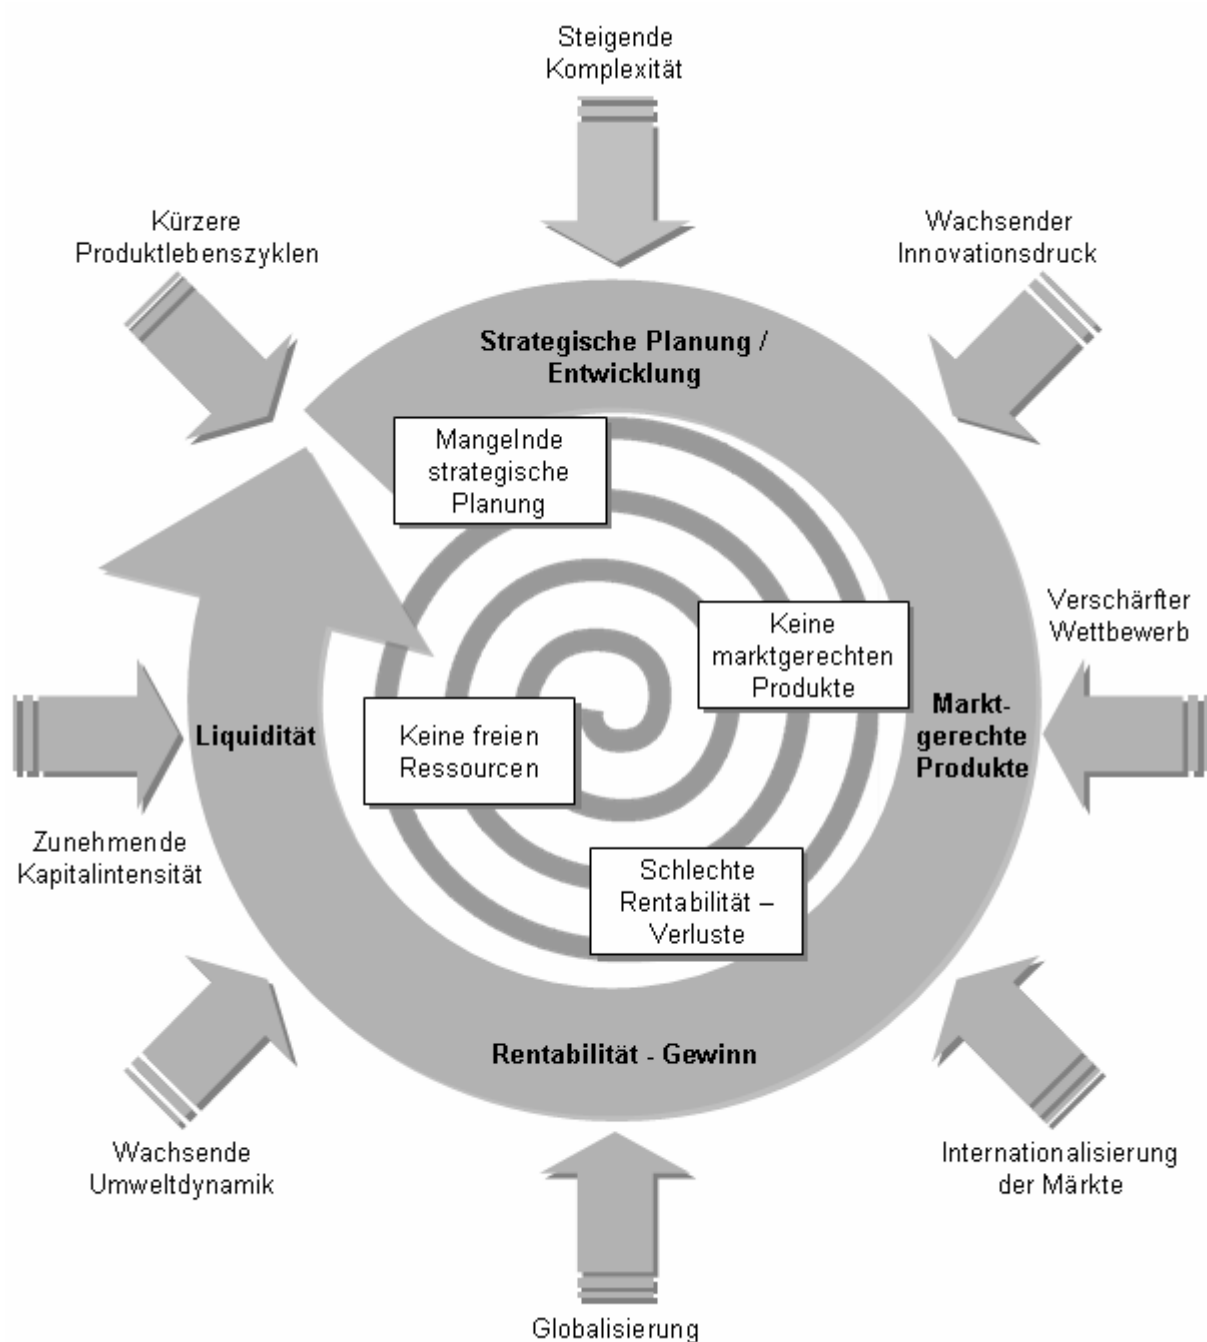 Steigende
Komplexität
Kürzere
Produktlebenszyklen
Wachsender
Innovationsdruck
Strategische Planung /
Entwicklung
Mangelnde
strategische
Planung
Keine
marktgerechten
Produkte
Verschärfter
Wettbewerb
Liquidität
Keine freien
Ressourcen
Markt-
gerechte
Produkte
Zunehmende
Kapitalintensität
Schlechte
Rentabilität –
Verluste
Rentabilität - Gewinn
Wachsende
Umweltdynamik
Internationalisierung
der Märkte
Globalisierung